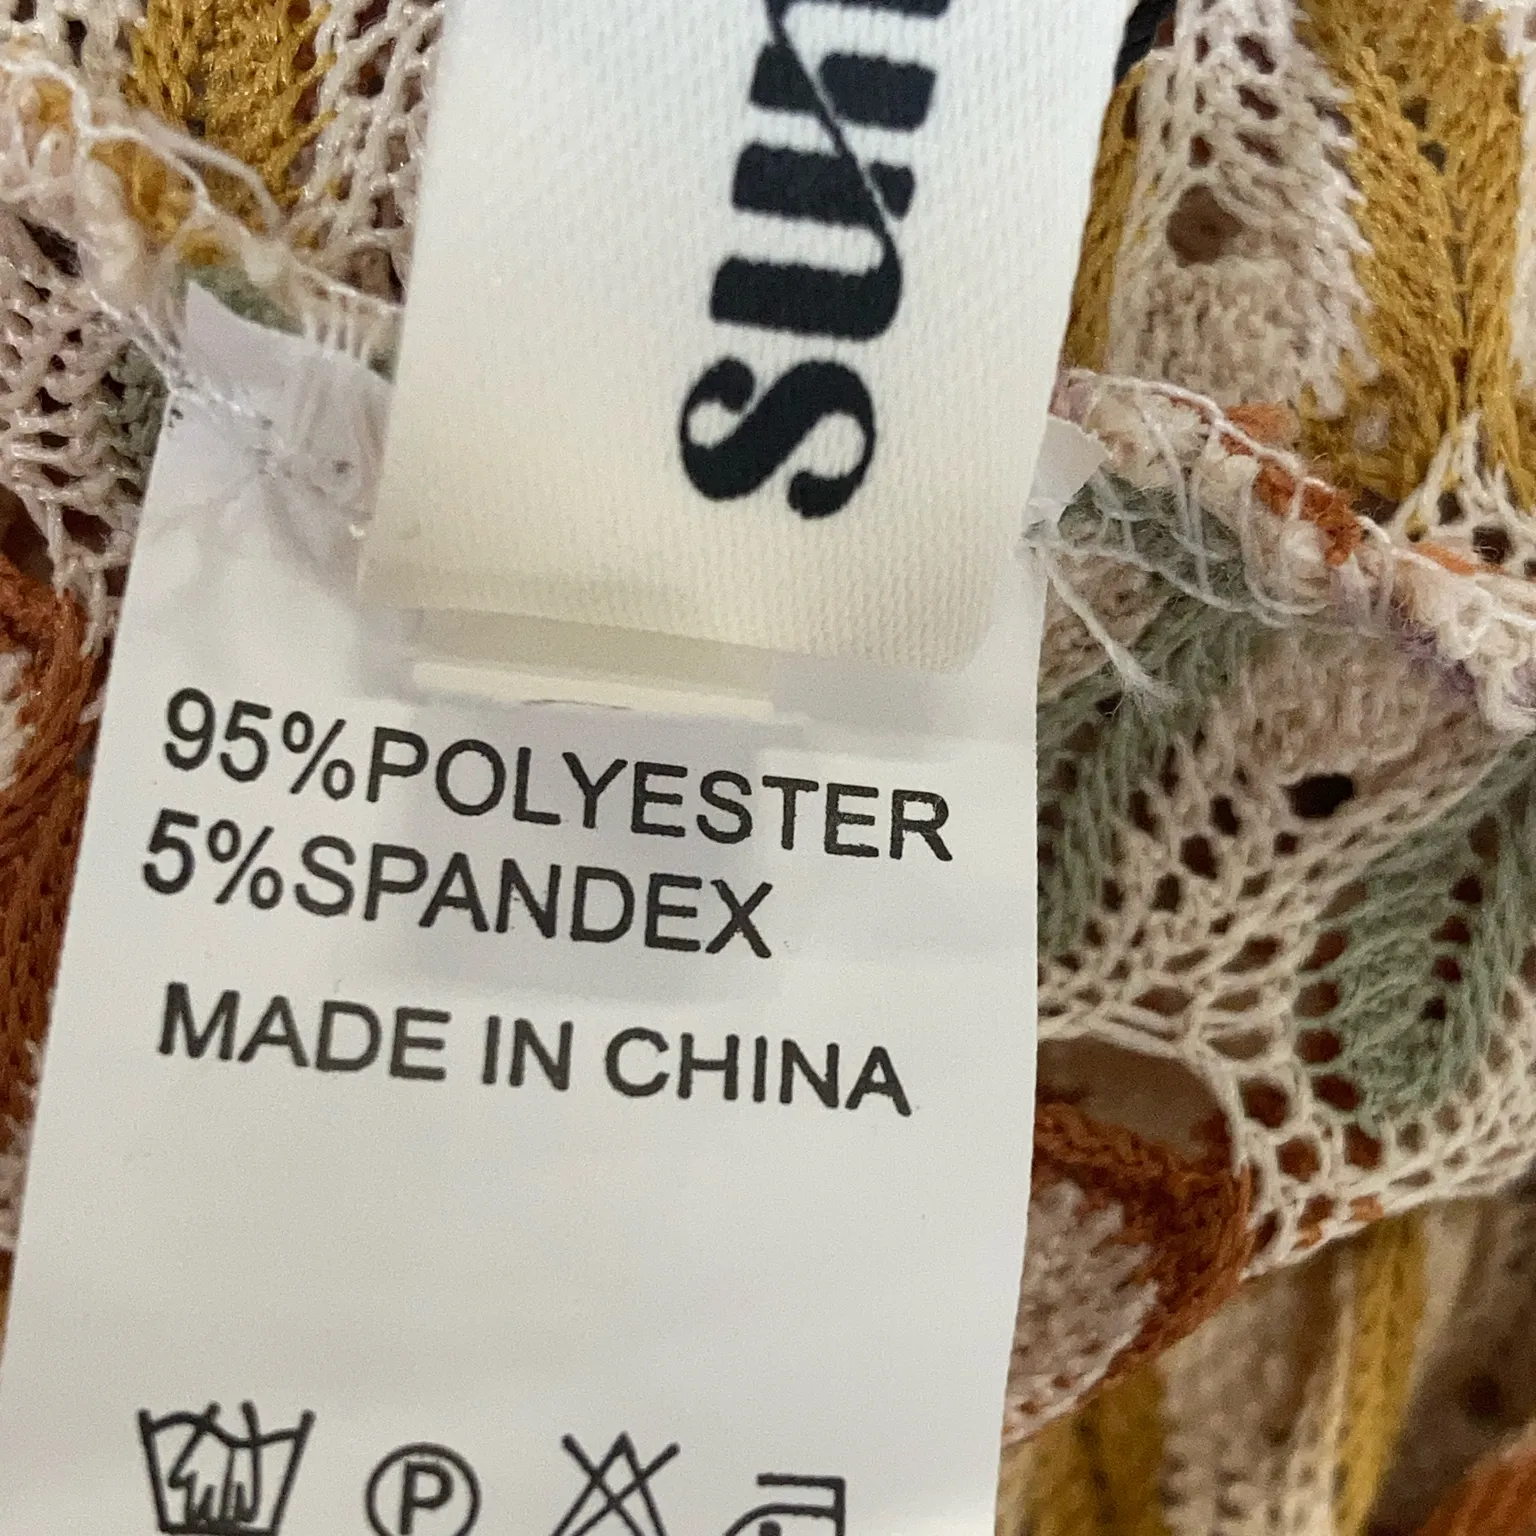 95%POLYESTER
5%SPANDEX
MADE IN CHINA
P